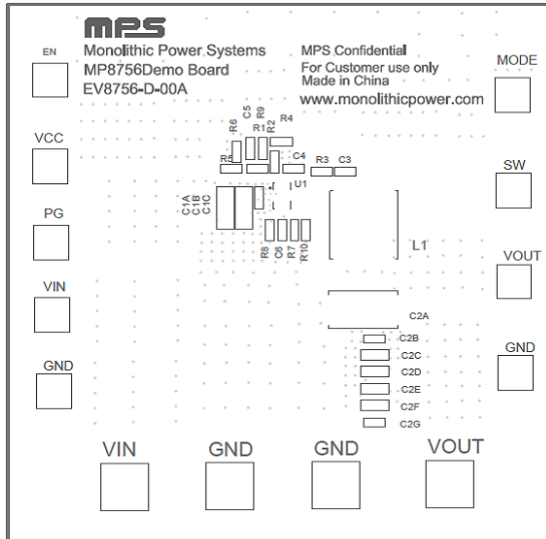 mps
Monolithic Power Systems
MP8756Demo Board
EV8756-D-00A
MPS Confidential
For Customer use only
Made in China
www.monolithicpower.com
EN
MODE
VCC
SW
PG
VOUT
VIN
GND
GND
R6
C5
R1
R9
R2
R4
R5
C4
R3
C3
U1
C1A
C1B
C1C
R8
C6
R7
R10
L1
C2A
C2B
C2C
C2D
C2E
C2F
C2G
VIN
GND
GND
VOUT